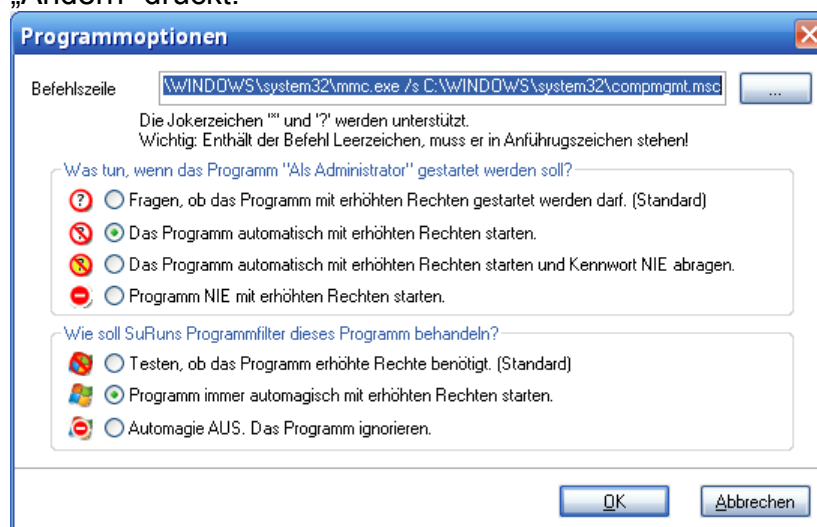 „Ändern“ drückt.
Programmoptionen
Befehlszeile
\WINDOWS\system32\mmc.exe /s C:\WINDOWS\system32\compmgmt.msc
...
Die Jokerzeichen '*' und '?' werden unterstützt.
Wichtig: Enthält der Befehl Leerzeichen, muss er in Anführugszeichen stehen!
Was tun, wenn das Programm "Als Administrator" gestartet werden soll?
Fragen, ob das Programm mit erhöhten Rechten gestartet werden darf. (Standard)
Das Programm automatisch mit erhöhten Rechten starten.
Das Programm automatisch mit erhöhten Rechten starten und Kennwort NIE abragen.
Programm NIE mit erhöhten Rechten starten.
Wie soll SuRuns Programmfilter dieses Programm behandeln?
Testen, ob das Programm erhöhte Rechte benötigt. (Standard)
Programm immer automagisch mit erhöhten Rechten starten.
Automagie AUS. Das Programm ignorieren.
OK
Abbrechen